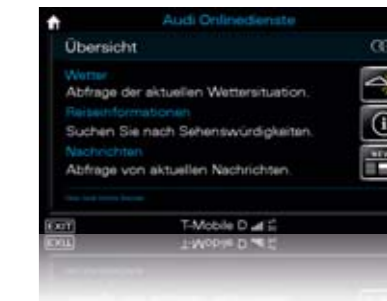 Audi Onlinedienste
Übersicht
Wetter
Abfrage der aktuellen Wettersituation.
Reiseinformationen
Suchen Sie nach Sehenswürdigkeiten.
Nachrichten
Abfrage von aktuellen Nachrichten.
EXIT
T-Mobile D